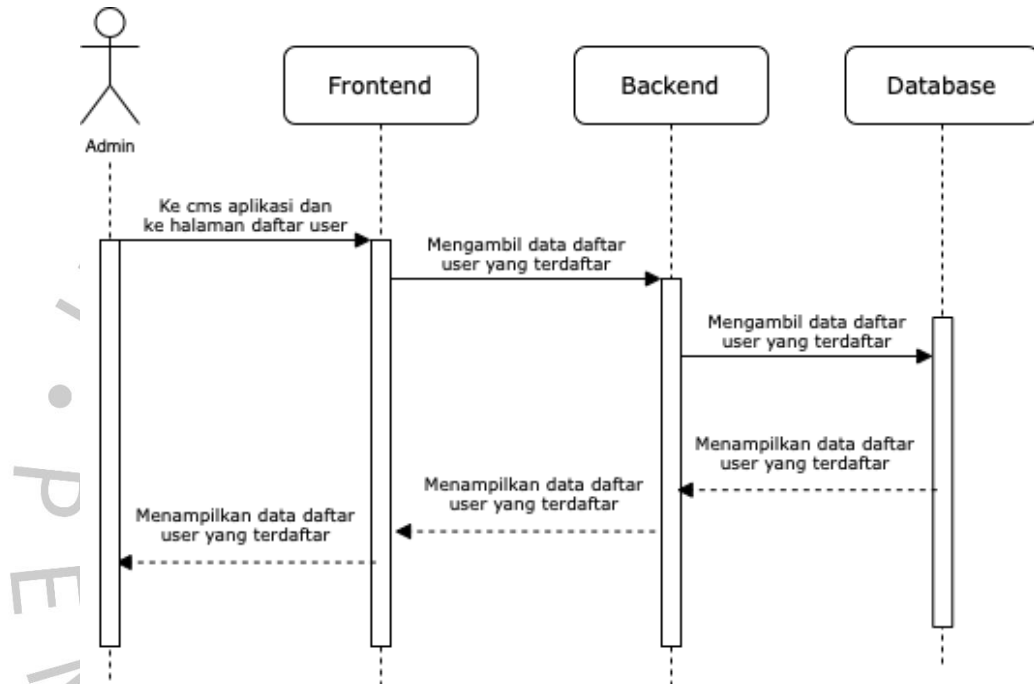 Frontend
Backend
Database
Admin
Ke cms aplikasi dan
ke halaman daftar user
Mengambil data daftar
user yang terdaftar
Mengambil data daftar
user yang terdaftar
Menampilkan data daftar
user yang terdaftar
Menampilkan data daftar
user yang terdaftar
Menampilkan data daftar
user yang terdaftar